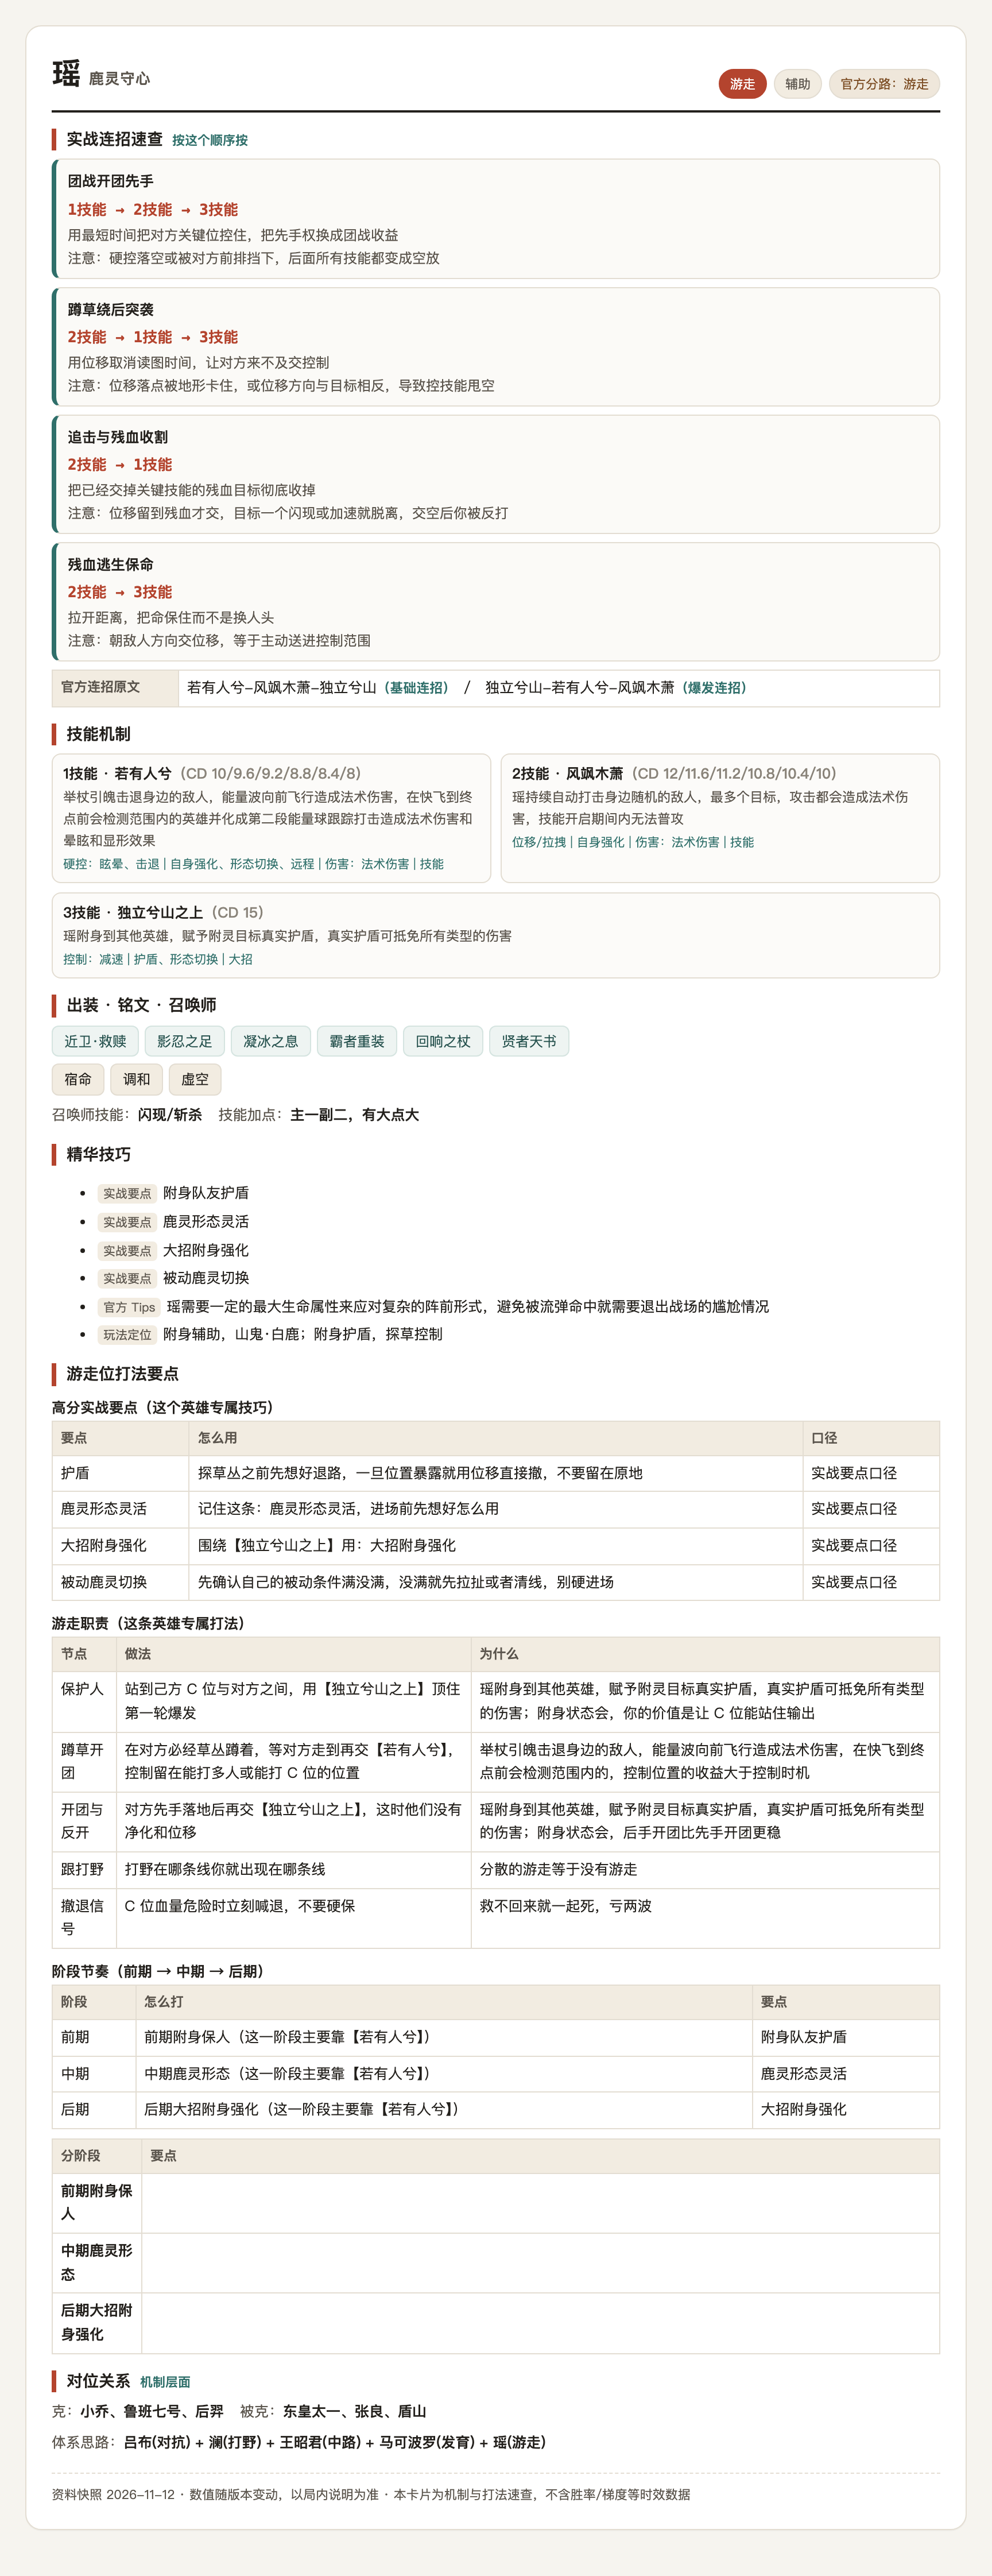 瑶 鹿灵守心
游走 辅助 官方分路：游走
实战连招速查 按这个顺序按
团战开团先手
1技能 → 2技能 → 3技能
用最短时间把对方关键位控住，把先手权换成团战收益
注意：硬控落空或被对方前排挡下，后面所有技能都变成空放
蹲草绕后突袭
2技能 → 1技能 → 3技能
用位移取消读图时间，让对方来不及交控制
注意：位移落点被地形卡住，或位移方向与目标相反，导致控技能甩空
追击与残血收割
2技能 → 1技能
把已经交掉关键技能的残血目标彻底收掉
注意：位移留到残血才交，目标一个闪现或加速就脱离，交空后你被反打
残血逃生保命
2技能 → 3技能
拉开距离，把命保住而不是换人头
注意：朝敌人方向交位移，等于主动送进控制范围
官方连招原文 若有人兮–风飒木萧–独立兮山（基础连招） / 独立兮山–若有人兮–风飒木萧（爆发连招）
技能机制
1技能 · 若有人兮（CD 10/9.6/9.2/8.8/8.4/8）
举杖引魄击退身边的敌人，能量波向前飞行造成法术伤害，在快飞到终
点前会检测范围内的英雄并化成第二段能量球跟踪打击造成法术伤害和
晕眩和显形效果
硬控：眩晕、击退 | 自身强化、形态切换、远程 | 伤害：法术伤害 | 技能
2技能 · 风飒木萧（CD 12/11.6/11.2/10.8/10.4/10）
瑶持续自动打击身边随机的敌人，最多个目标，攻击都会造成法术伤
害，技能开启期间内无法普攻
位移/拉拽 | 自身强化 | 伤害：法术伤害 | 技能
3技能 · 独立兮山之上（CD 15）
瑶附身到其他英雄，赋予附灵目标真实护盾，真实护盾可抵免所有类型的伤害
控制：减速 | 护盾、形态切换 | 大招
出装 · 铭文 · 召唤师
近卫·救赎 影忍之足 凝冰之息 霸者重装 回响之杖 贤者天书
宿命 调和 虚空
召唤师技能：闪现/斩杀 技能加点：主一副二，有大点大
精华技巧
• 实战要点 附身队友护盾
• 实战要点 鹿灵形态灵活
• 实战要点 大招附身强化
• 实战要点 被动鹿灵切换
• 官方 Tips 瑶需要一定的最大生命属性来应对复杂的阵前形式，避免被流弹命中就需要退出战场的尴尬情况
• 玩法定位 附身辅助，山鬼·白鹿；附身护盾，探草控制
游走位打法要点
高分实战要点（这个英雄专属技巧）
要点 怎么用 口径
护盾 探草丛之前先想好退路，一旦位置暴露就用位移直接撤，不要留在原地 实战要点口径
鹿灵形态灵活 记住这条：鹿灵形态灵活，进场前先想好怎么用 实战要点口径
大招附身强化 围绕【独立兮山之上】用：大招附身强化 实战要点口径
被动鹿灵切换 先确认自己的被动条件满没满，没满就先拉扯或者清线，别硬进场 实战要点口径
游走职责（这条英雄专属打法）
节点 做法 为什么
保护人 站到己方 C 位与对方之间，用【独立兮山之上】顶住 瑶附身到其他英雄，赋予附灵目标真实护盾，真实护盾可抵免所有类型
第一轮爆发 的伤害；附身状态会，你的价值是让 C 位能站住输出
蹲草开 在对方必经草丛蹲着，等对方走到再交【若有人兮】， 举杖引魄击退身边的敌人，能量波向前飞行造成法术伤害，在快飞到终
团 控制留在能打多人或能打 C 位的位置 点前会检测范围内的，控制位置的收益大于控制时机
开团与 对方先手落地后再交【独立兮山之上】，这时他们没有 瑶附身到其他英雄，赋予附灵目标真实护盾，真实护盾可抵免所有类型
反开 净化和位移 的伤害；附身状态会，后手开团比先手开团更稳
跟打野 打野在哪条线你就出现在哪条线 分散的游走等于没有游走
撤退信 C 位血量危险时立刻喊退，不要硬保 救不回来就一起死，亏两波
号
阶段节奏（前期 → 中期 → 后期）
阶段 怎么打 要点
前期 前期附身保人（这一阶段主要靠【若有人兮】） 附身队友护盾
中期 中期鹿灵形态（这一阶段主要靠【若有人兮】） 鹿灵形态灵活
后期 后期大招附身强化（这一阶段主要靠【若有人兮】） 大招附身强化
分阶段 要点
前期附身保
人
中期鹿灵形
态
后期大招附
身强化
对位关系 机制层面
克：小乔、鲁班七号、后羿 被克：东皇太一、张良、盾山
体系思路：吕布(对抗) + 澜(打野) + 王昭君(中路) + 马可波罗(发育) + 瑶(游走)
资料快照 2026–11–12 · 数值随版本变动，以局内说明为准 · 本卡片为机制与打法速查，不含胜率/梯度等时效数据